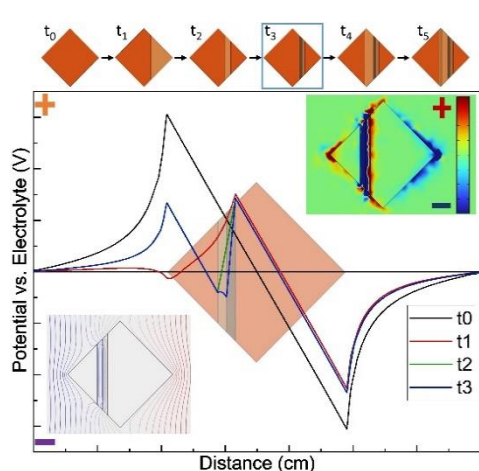 t0 t1 t2 t3 t4 t5
+
+
Potential vs. Electrolyte (V)
t0
t1
t2
t3
Distance (cm)